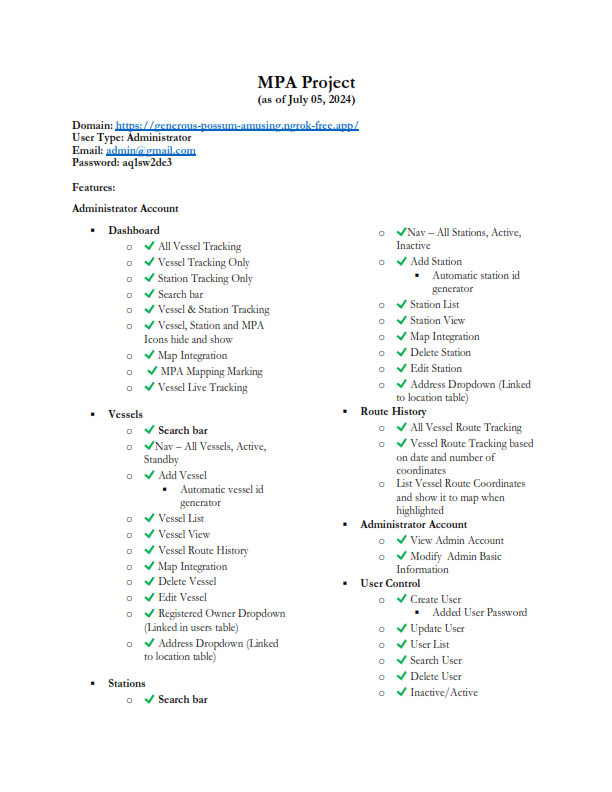 MPA Project
(as of July 05, 2024)
Domain: https://generous-possum-amusing.ngrok-free.app/
User Type: Administrator
Email: admin@gmail.com
Password: aq1sw2de3
Features:
Administrator Account
▪ Dashboard
o ✓ All Vessel Tracking
o ✓ Vessel Tracking Only
o ✓ Station Tracking Only
o ✓ Search bar
o ✓ Vessel & Station Tracking
o ✓ Vessel, Station and MPA
Icons hide and show
o ✓ Map Integration
o ✓ MPA Mapping Marking
o ✓ Vessel Live Tracking
▪ Vessels
o ✓ Search bar
o ✓Nav – All Vessels, Active,
Standby
o ✓ Add Vessel
▪ Automatic vessel id
generator
o ✓ Vessel List
o ✓ Vessel View
o ✓ Vessel Route History
o ✓ Map Integration
o ✓ Delete Vessel
o ✓ Edit Vessel
o ✓ Registered Owner Dropdown
(Linked in users table)
o ✓ Address Dropdown (Linked
to location table)
▪ Stations
o ✓ Search bar
o ✓Nav – All Stations, Active,
Inactive
o ✓ Add Station
▪ Automatic station id
generator
o ✓ Station List
o ✓ Station View
o ✓ Map Integration
o ✓ Delete Station
o ✓ Edit Station
o ✓ Address Dropdown (Linked
to location table)
▪ Route History
o ✓ All Vessel Route Tracking
o ✓ Vessel Route Tracking based
on date and number of
coordinates
o List Vessel Route Coordinates
and show it to map when
highlighted
▪ Administrator Account
o ✓ View Admin Account
o ✓ Modify Admin Basic
Information
▪ User Control
o ✓ Create User
▪ Added User Password
o ✓ Update User
o ✓ User List
o ✓ Search User
o ✓ Delete User
o ✓ Inactive/Active